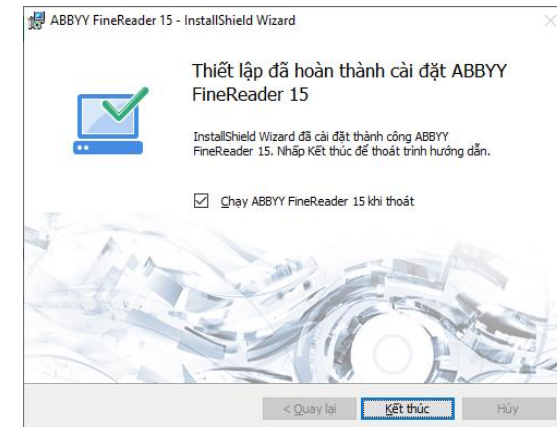 ABBYY FineReader 15 - InstallShield Wizard
Thiết lập đã hoàn thành cài đặt ABBYY
FineReader 15
InstallShield Wizard đã cài đặt thành công ABBYY
FineReader 15. Nhấp Kết thúc để thoát trình hướng dẫn.
Chạy ABBYY FineReader 15 khi thoát
< Quay lại Kết thúc Hủy